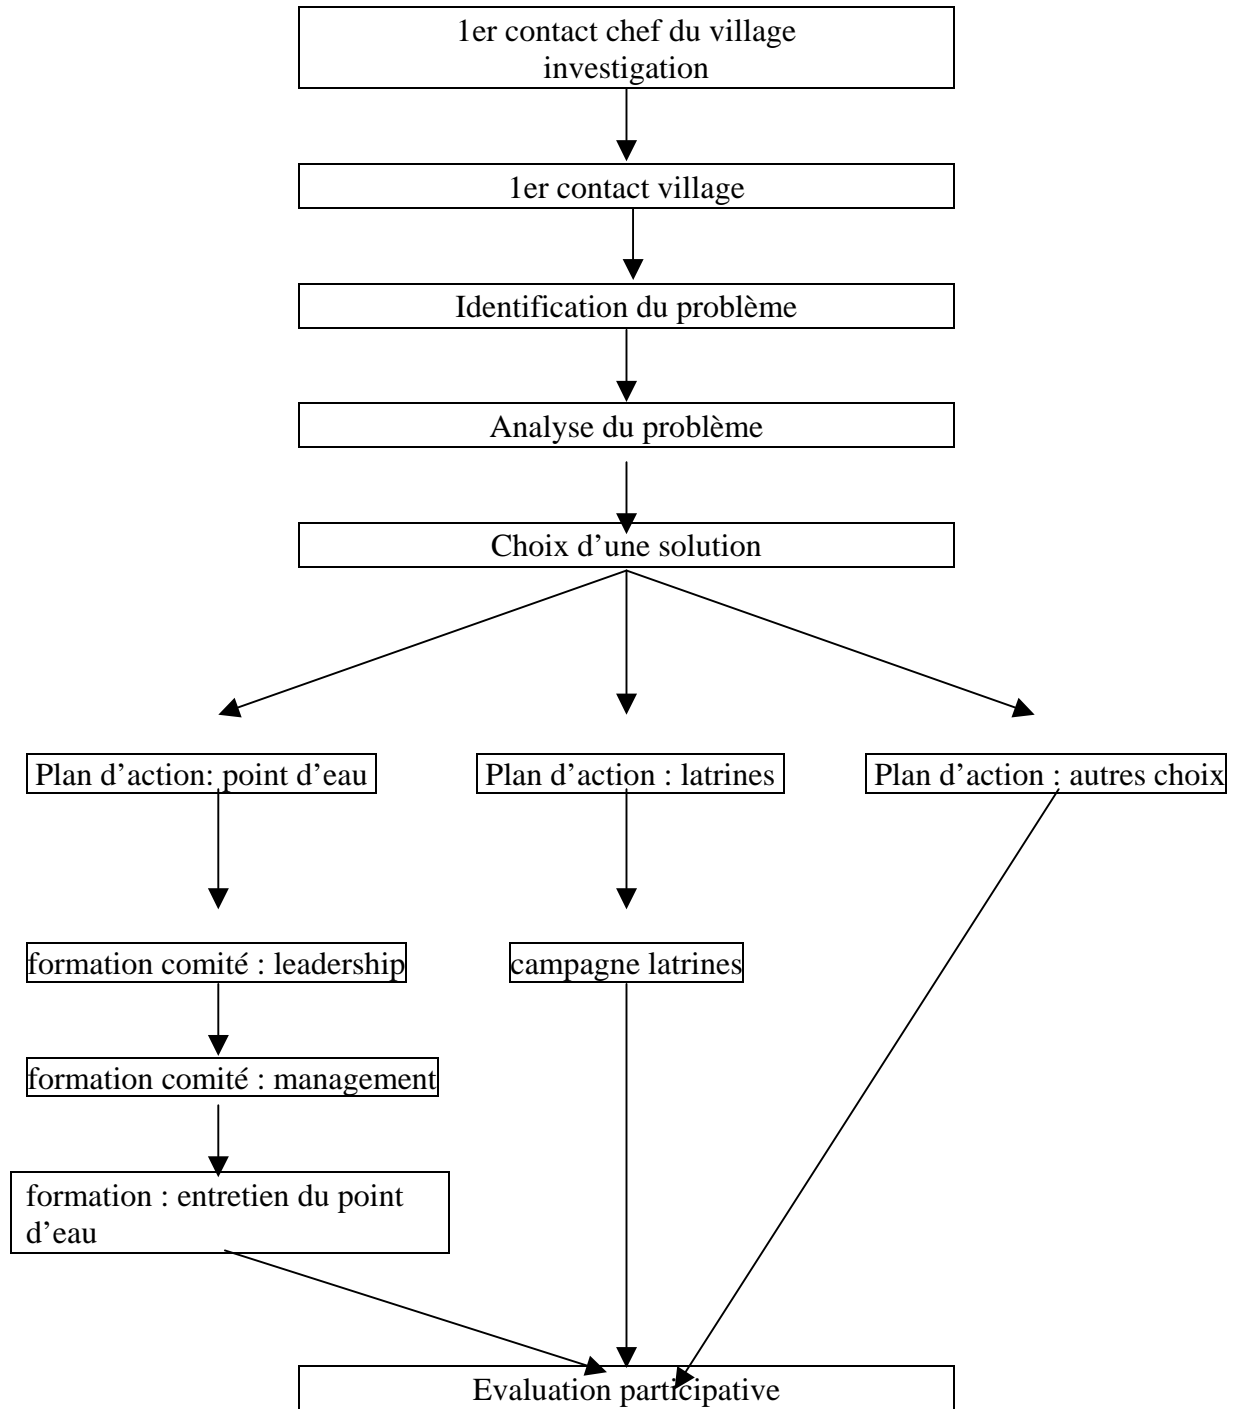 1er contact chef du village
investigation
1er contact village
Identification du problème
Analyse du problème
Choix d’une solution
Plan d’action: point d’eau
Plan d’action : latrines
Plan d’action : autres choix
formation comité : leadership
campagne latrines
formation comité : management
formation : entretien du point
d’eau
Evaluation participative